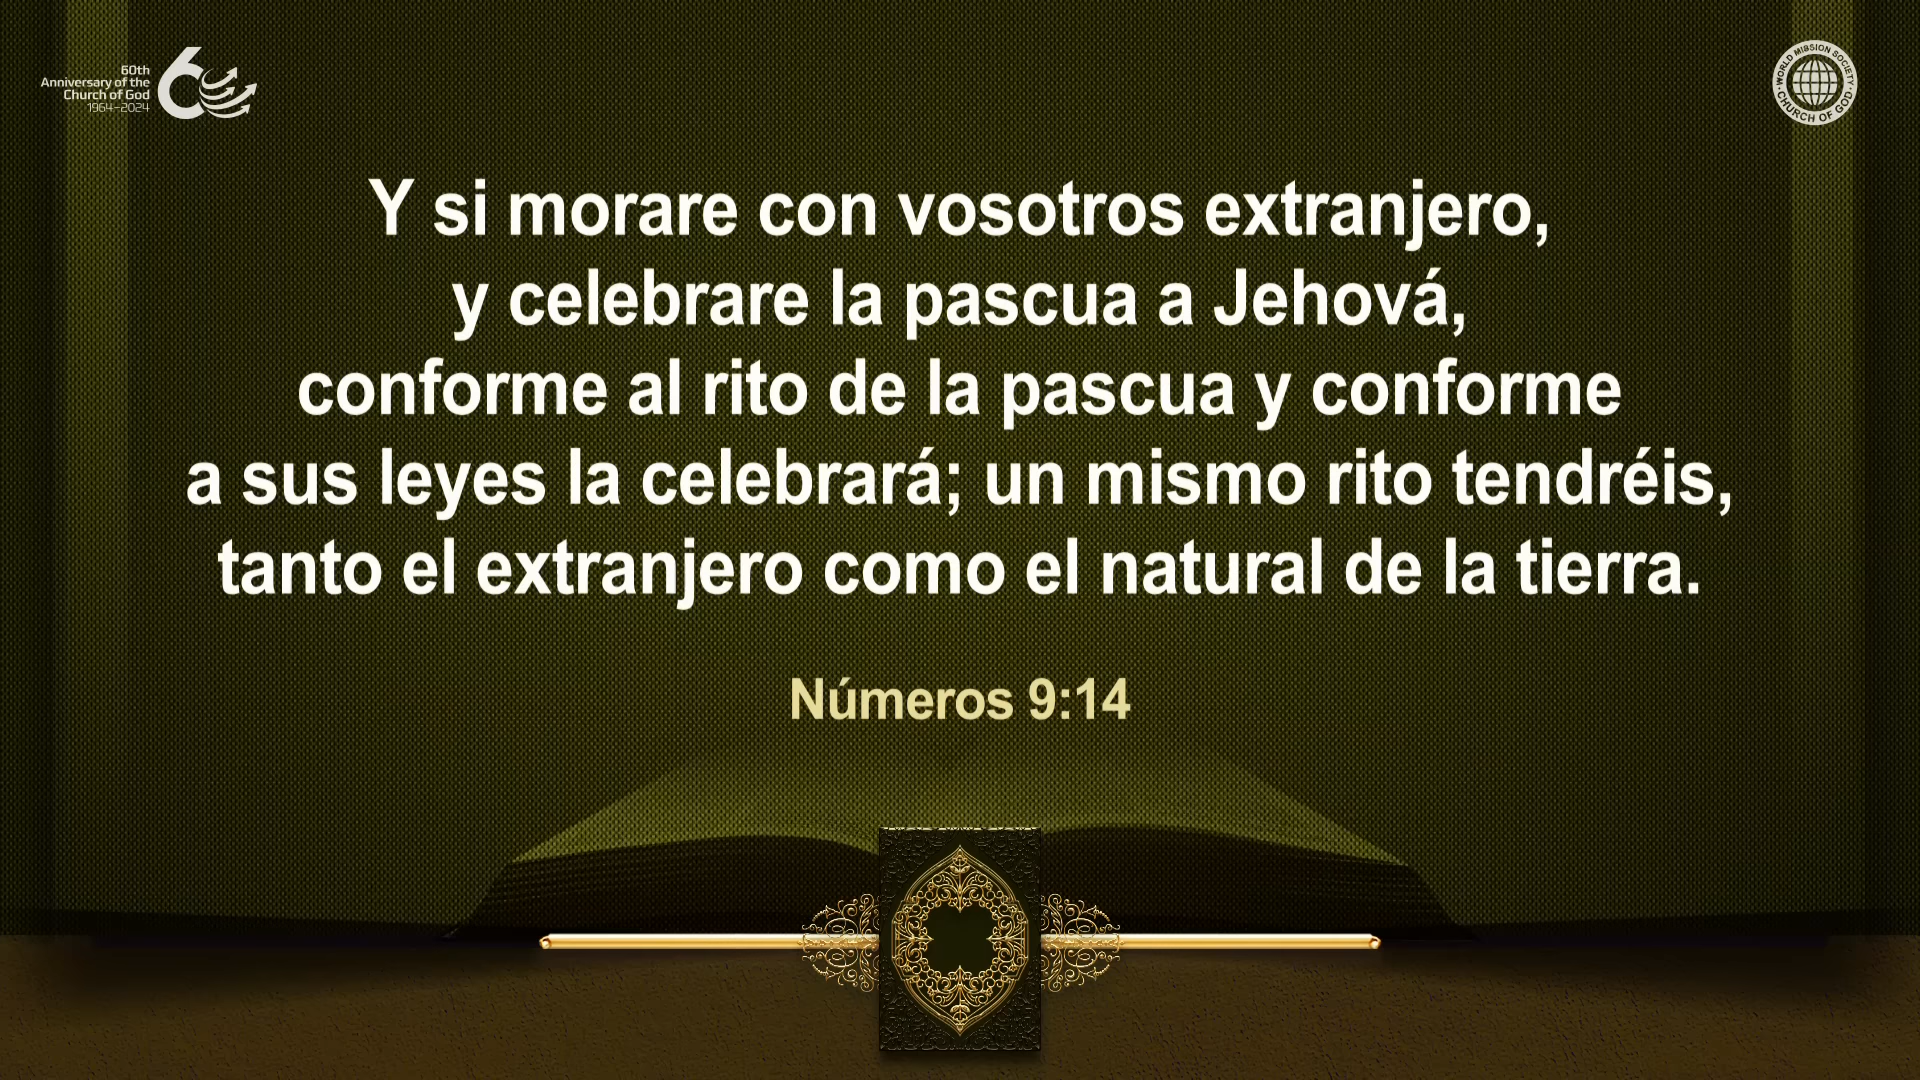 60th
Anniversary of the
Church of God
1964–2024
WORLD MISSION SOCIETY
CHURCH OF GOD
Y si morare con vosotros extranjero,
y celebrare la pascua a Jehová,
conforme al rito de la pascua y conforme
a sus leyes la celebrará; un mismo rito tendréis,
tanto el extranjero como el natural de la tierra.
Números 9:14